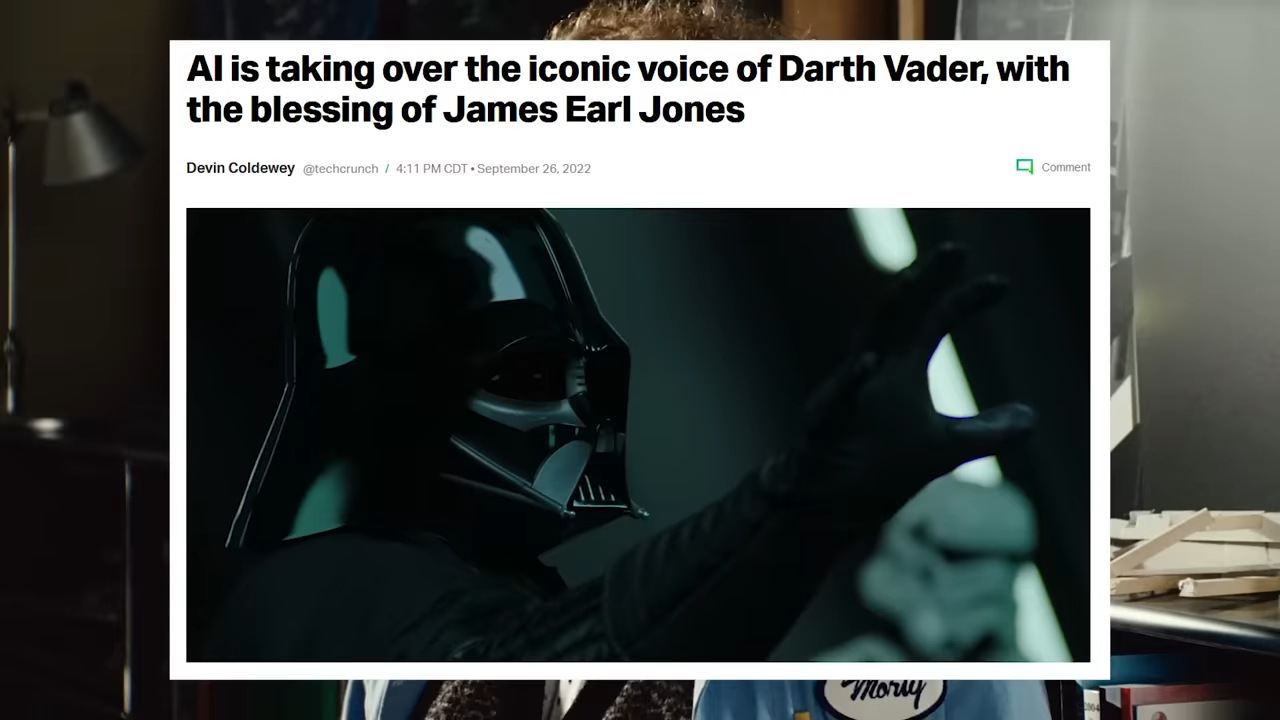 AI is taking over the iconic voice of Darth Vader, with
the blessing of James Earl Jones
Devin Coldewey @techcrunch / 4:11 PM CDT • September 26, 2022
Comment
Morty